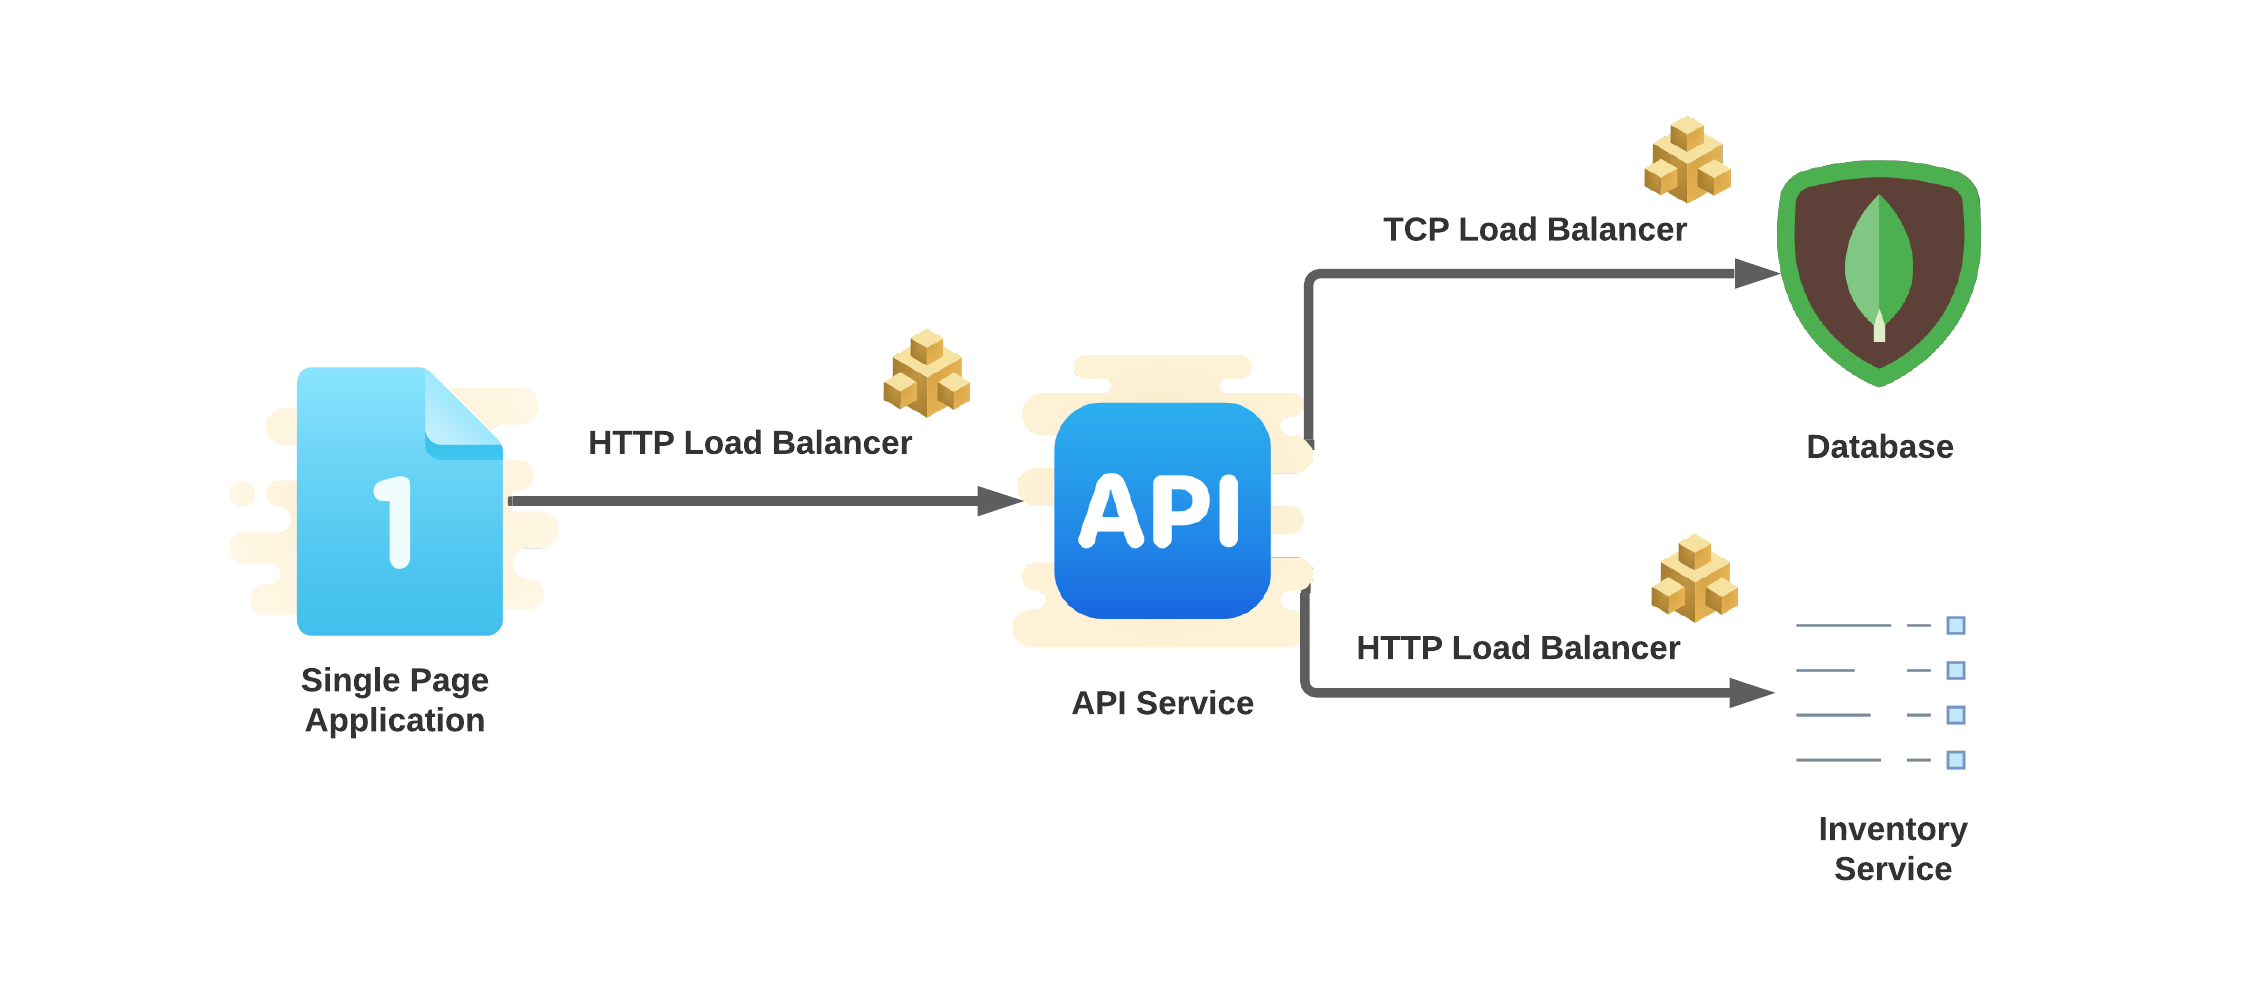 1
Single Page
Application
HTTP Load Balancer
API
API Service
TCP Load Balancer
Database
HTTP Load Balancer
Inventory
Service